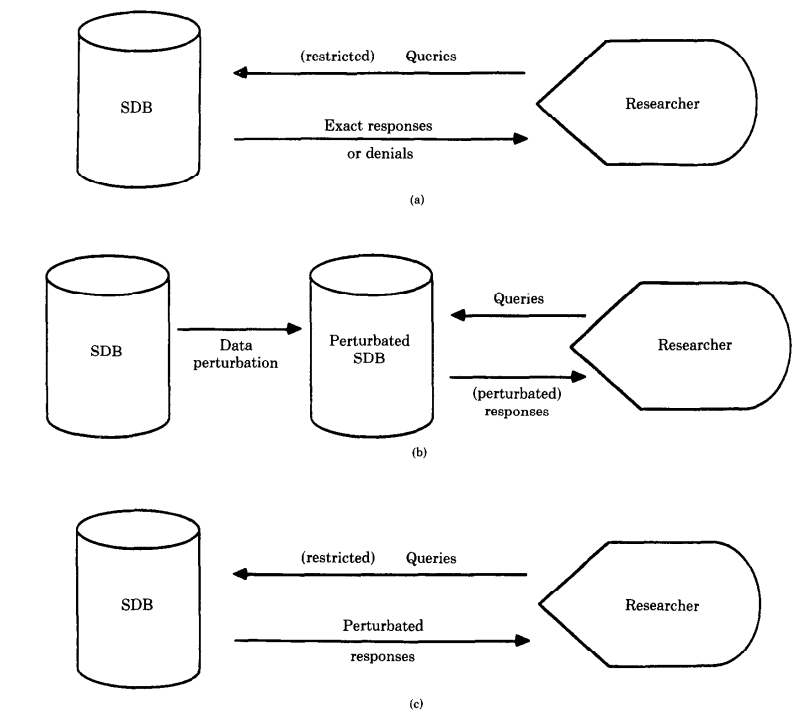 (restricted) Queries
SDB
Researcher
Exact responses
or denials
(a)
Queries
SDB
Data
perturbation
Perturbated
SDB
Researcher
(perturbated)
responses
(b)
(restricted) Queries
SDB
Researcher
Perturbated
responses
(c)